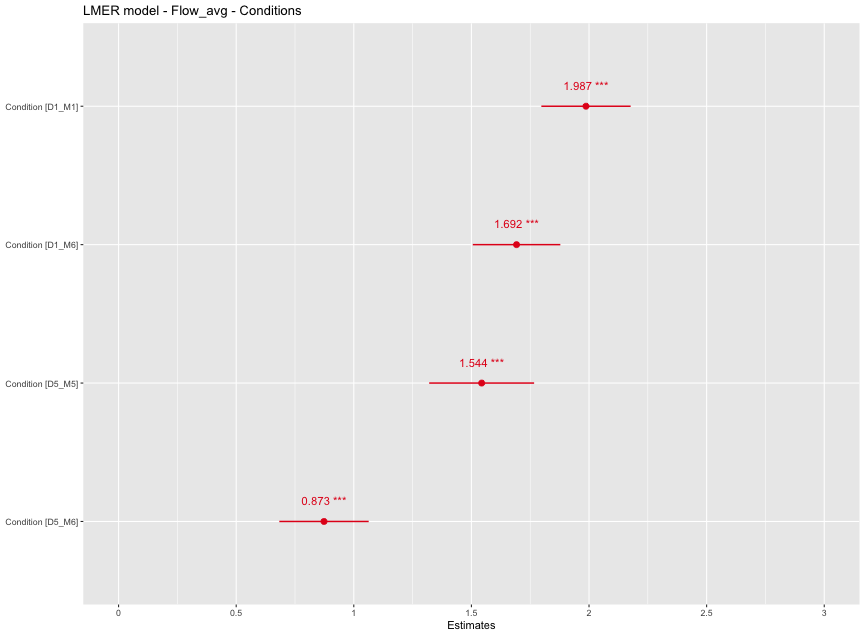 LMER model - Flow_avg - Conditions
1.987 ***
Condition [D1_M1]
1.692 ***
Condition [D1_M6]
1.544 ***
Condition [D5_M5]
0.873 ***
Condition [D5_M6]
0 0.5 1 1.5 2 2.5 3
Estimates